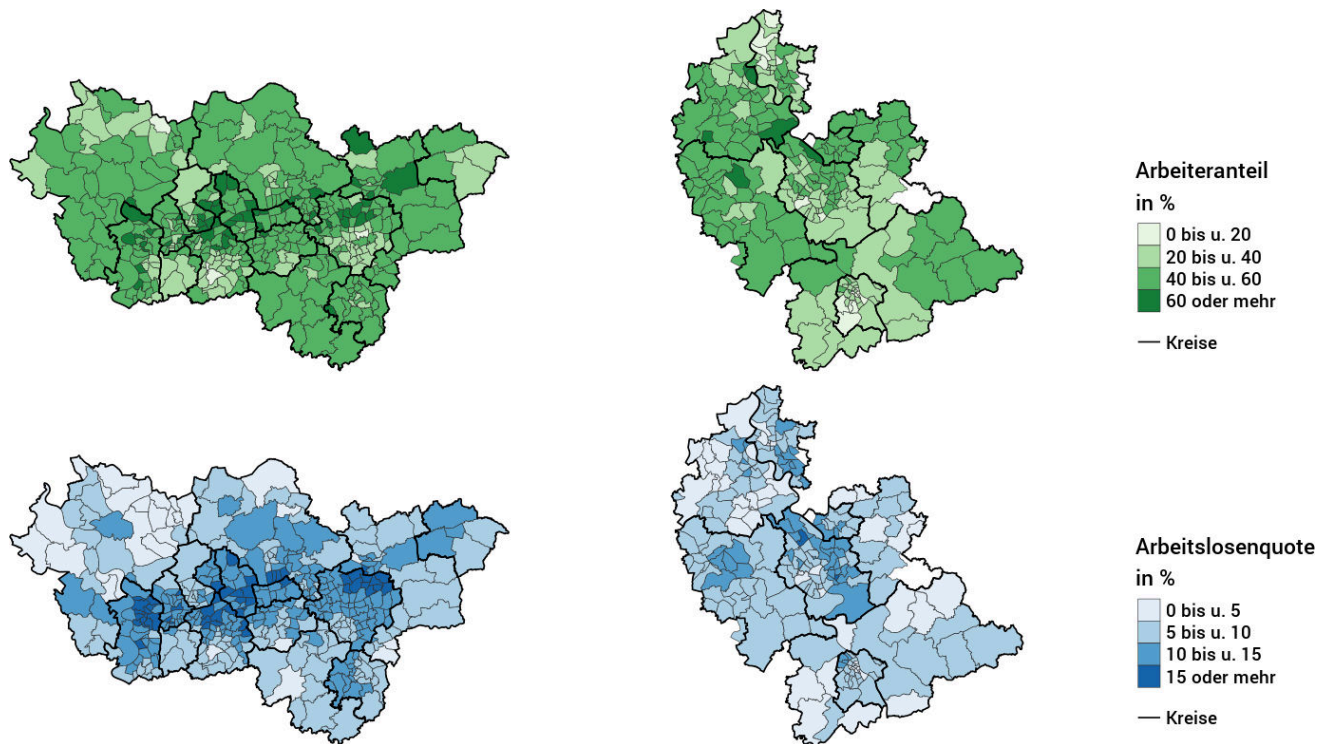 Arbeiteranteil
in %
0 bis u. 20
20 bis u. 40
40 bis u. 60
60 oder mehr
Kreise
Arbeitslosenquote
in %
0 bis u. 5
5 bis u. 10
10 bis u. 15
15 oder mehr
Kreise